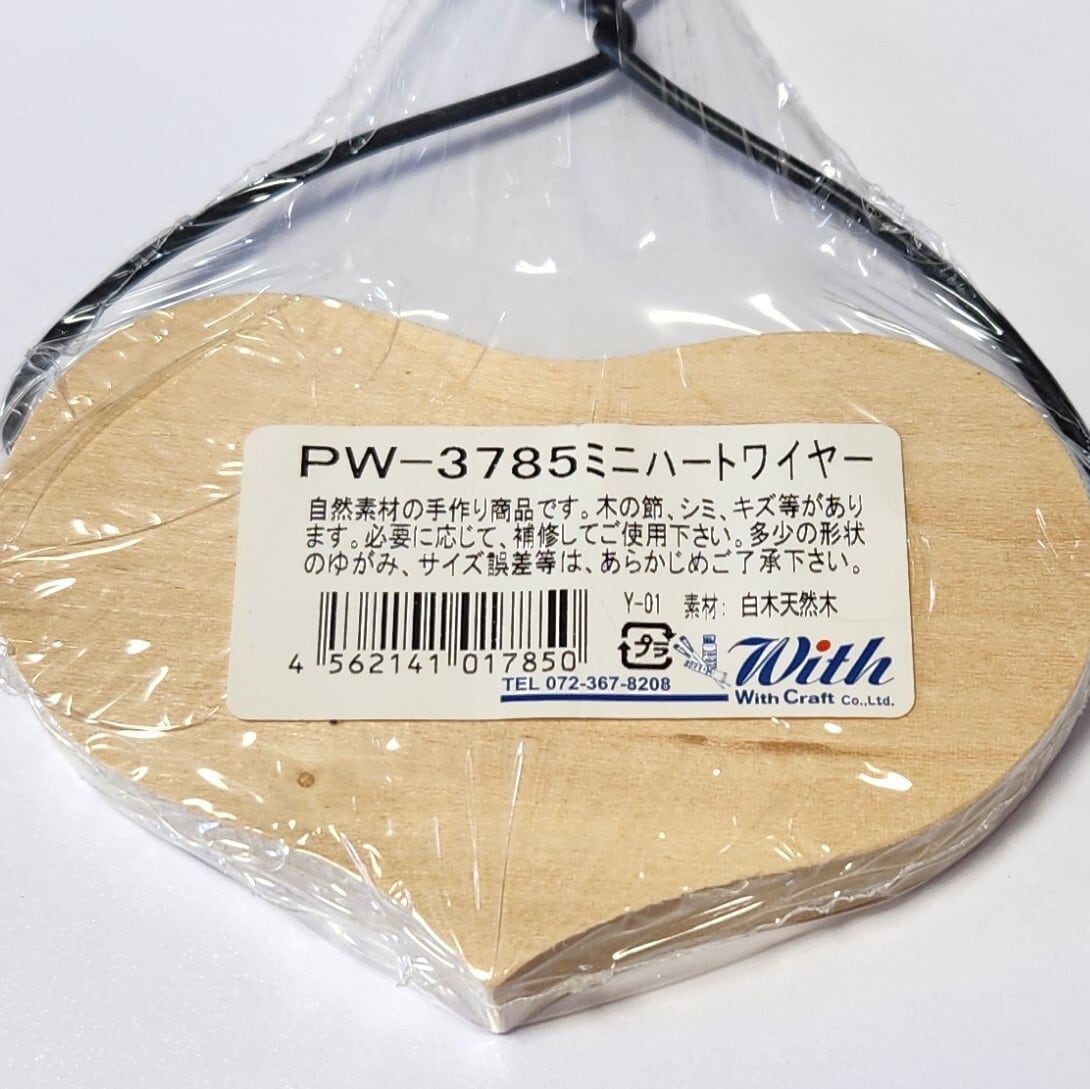 PW-3785ミニハートワイヤー
自然素材の手作り商品です。木の節、シミ、キズ等があり
ます。必要に応じて、補修してご使用下さい。多少の形状
のゆがみ、サイズ誤差等は、あらかじめご了承下さい。
Y-01 素材: 白木天然木
プラ
With
4 562141 017850
TEL 072-367-8208
With Craft Co.,Ltd.